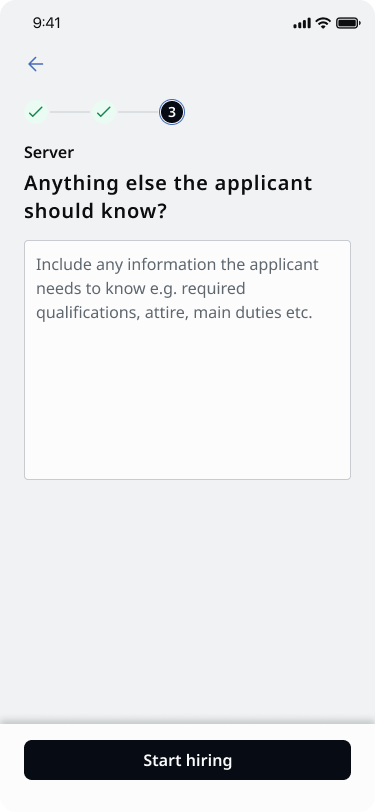 9:41
3
Server
Anything else the applicant
should know?
Include any information the applicant
needs to know e.g. required
qualifications, attire, main duties etc.
Start hiring